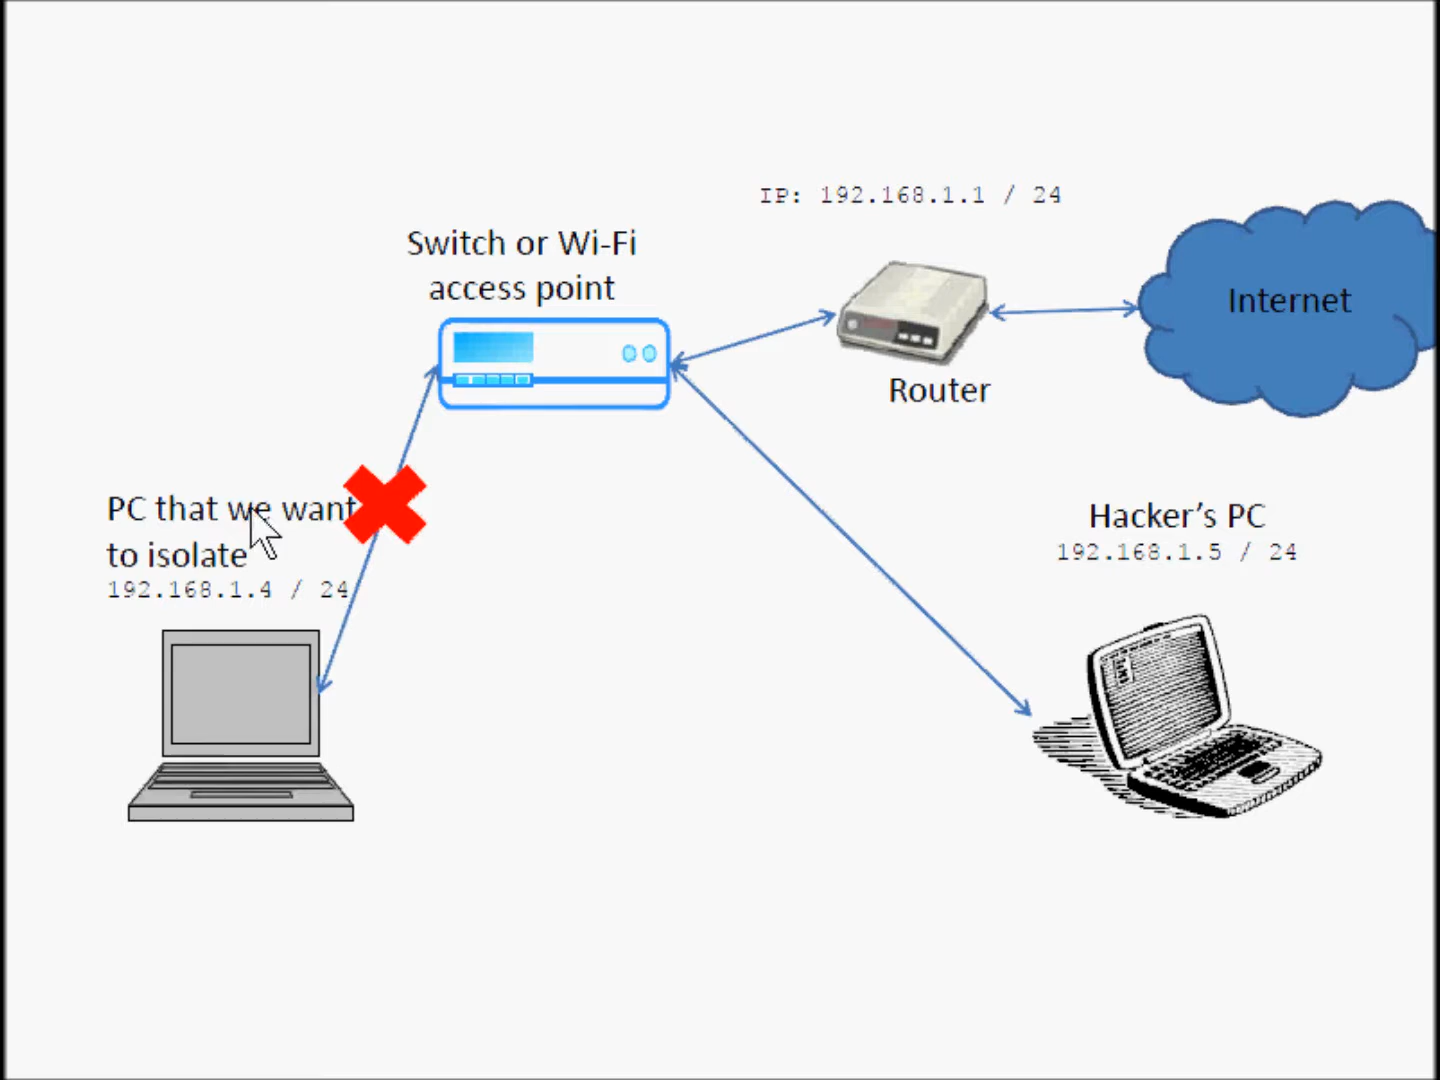 IP: 192.168.1.1 / 24
Switch or Wi-Fi
access point
Internet
Router
PC that we want
to isolate
192.168.1.4 / 24
Hacker’s PC
192.168.1.5 / 24